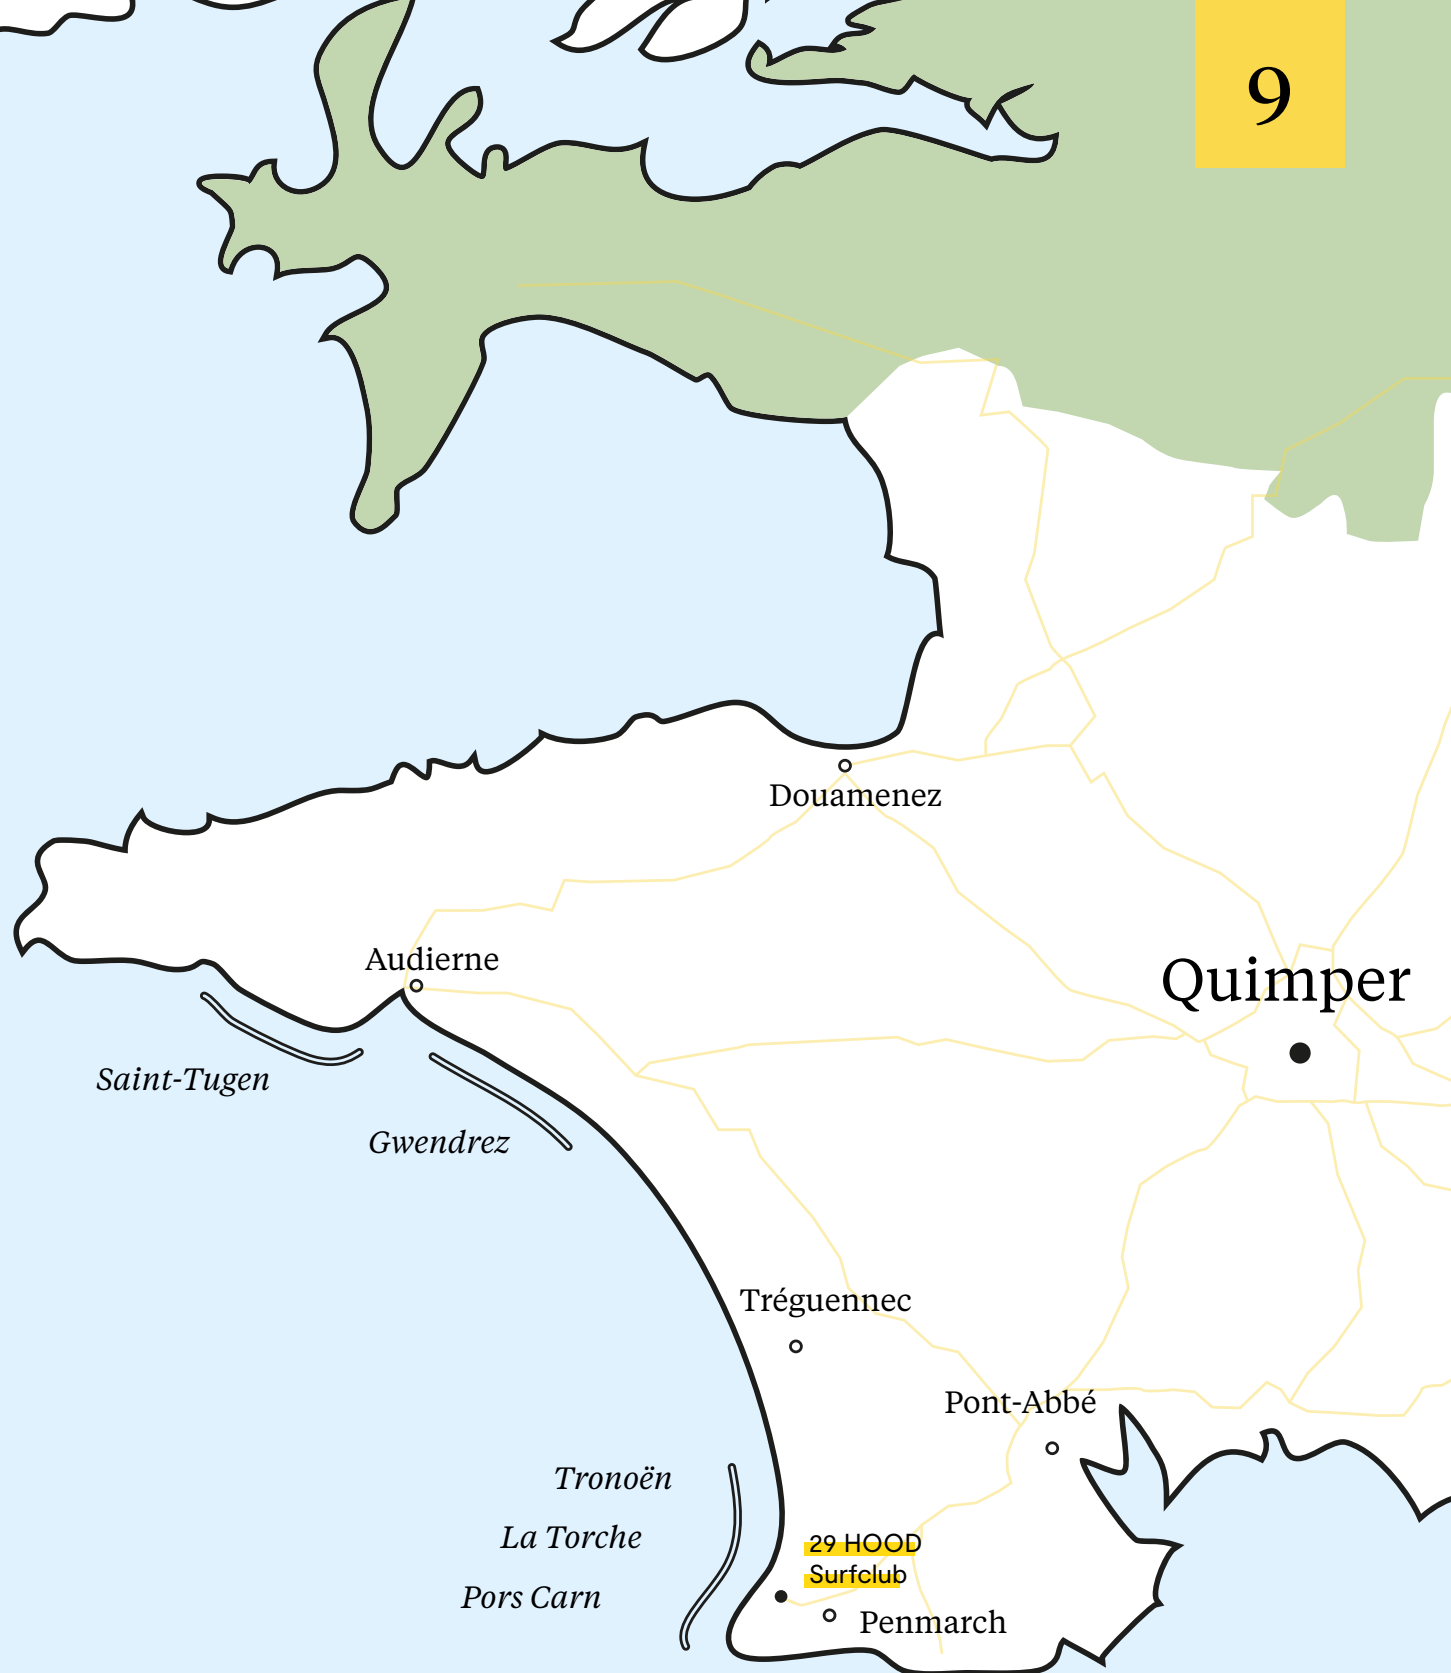 9
Douamenez
Audierne
Quimper
Saint-Tugen
Gwendrez
Tréguennec
Pont-Abbé
Tronoën
La Torche
29 HOOD
Surfclub
Pors Carn
Penmarch